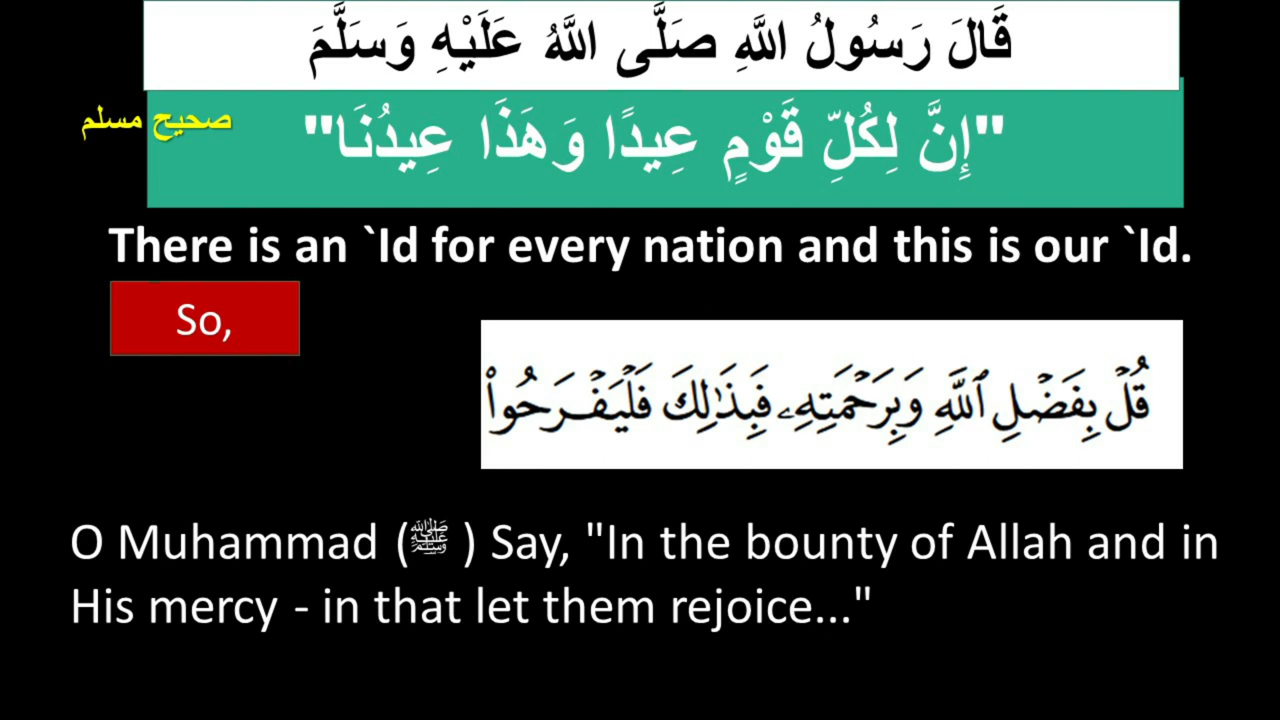 قَالَ رَسُولُ اللَّهِ صَلَّى اللَّهُ عَلَيْهِ وَسَلَّمَ
صحيح مسلم
"إِنَّ لِكُلِّ قَوْمٍ عِيدًا وَهَذَا عِيدُنَا"
There is an `Id for every nation and this is our `Id.
So,
قُلْ بِفَضْلِ ٱللَّهِ وَبِرَحْمَتِهِۦ فَبِذَٰلِكَ فَلْيَفْرَحُوا۟
O Muhammad (ﷺ ) Say, "In the bounty of Allah and in
His mercy - in that let them rejoice..."